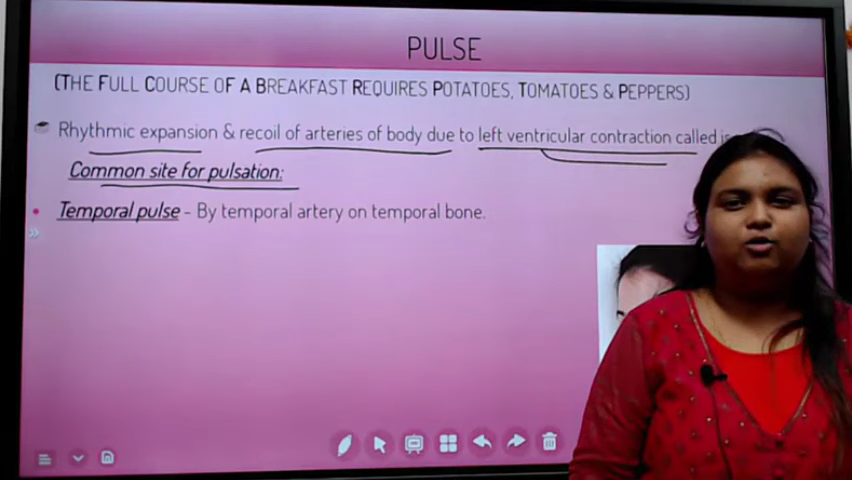 PULSE
(THE FULL COURSE OF A BREAKFAST REQUIRES POTATOES, TOMATOES & PEPPERS)
Rhythmic expansion & recoil of arteries of body due to left ventricular contraction called
Common site for pulsation:
Temporal pulse - By temporal artery on temporal bone.